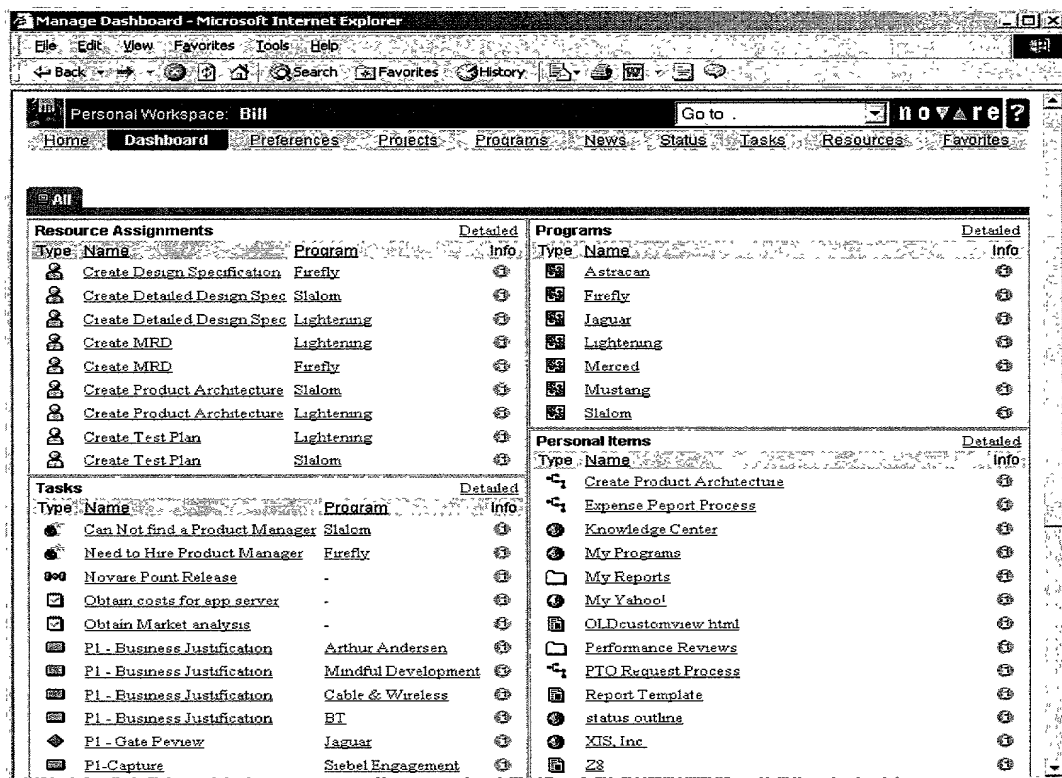 Manage Dashboard - Microsoft Internet Explorer
File Edit View Favorites Tools Help
Back Search Favorites History
Personal Workspace: Bill Go to . novare ?
Home Dashboard Preferences Projects Programs News Status Tasks Resources Favorites
All
Resource Assignments Detailed
Type Name Program Info
Create Design Specification Firefly
Create Detailed Design Spec Slalom
Create Detailed Design Spec Lightening
Create MRD Lightening
Create MRD Firefly
Create Product Architecture Slalom
Create Product Architecture Lightening
Create Test Plan Lightening
Create Test Plan Slalom
Tasks Detailed
Type Name Program Info
Can Not find a Product Manager Slalom
Need to Hire Product Manager Firefly
Novare Point Release -
Obtain costs for app server -
Obtain Market analysis -
P1 - Business Justification Arthur Andersen
P1 - Business Justification Mindful Development
P1 - Business Justification Cable & Wireless
P1 - Business Justification BT
P1 - Gate Peview Jaguar
P1-Capture Siebel Engagement
Programs Detailed
Type Name Info
Astracan
Firefly
Jaguar
Lightening
Merced
Mustang
Slalom
Personal Items Detailed
Type Name Info
Create Product Architecture
Expense Peport Process
Knowledge Center
My Programs
My Reports
My Yahoo!
OLDcustomview html
Performance Reviews
PTO Request Process
Report Template
status outline
XIS, Inc
Z8